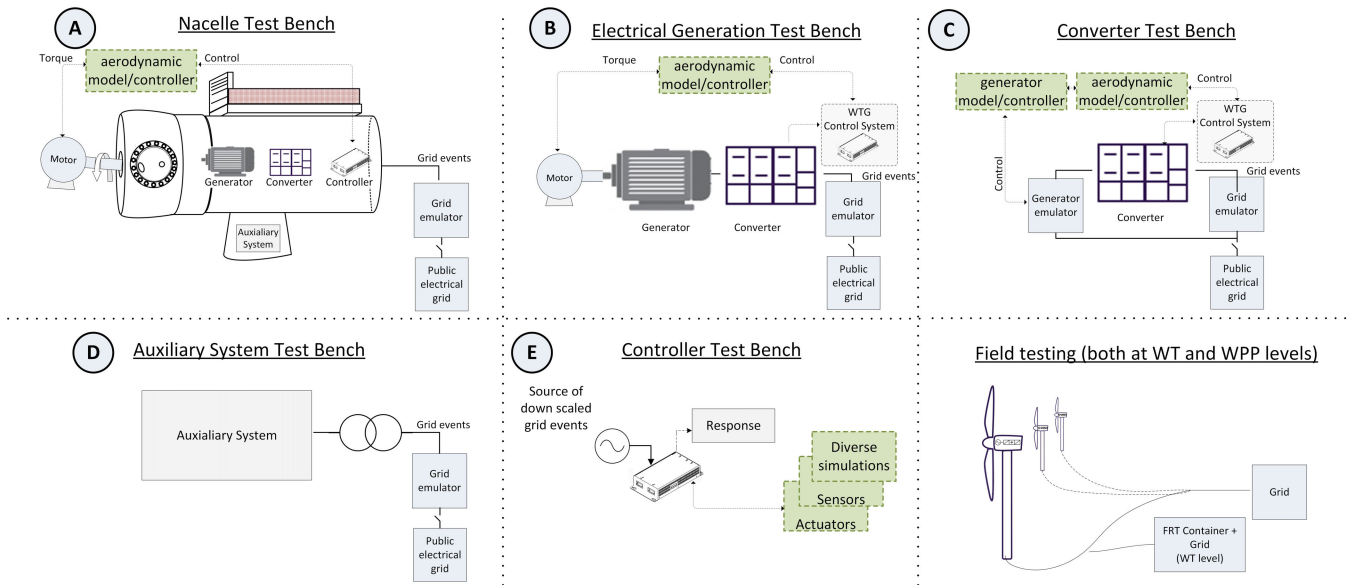 A
Nacelle Test Bench
Torque
aerodynamic
model/controller
Control
Motor
Generator
Converter
Controller
Grid events
Auxialiary
System
Grid
emulator
Public
electrical
grid
B
Electrical Generation Test Bench
Torque
aerodynamic
model/controller
Control
WTG
Control System
Motor
Grid events
Generator
Converter
Grid
emulator
Public
electrical
grid
C
Converter Test Bench
generator
model/controller
aerodynamic
model/controller
Control
WTG
Control System
Control
Grid events
Generator
emulator
Converter
Grid
emulator
Public
electrical
grid
D
Auxiliary System Test Bench
Auxialiary System
Grid events
Grid
emulator
Public
electrical
grid
E
Controller Test Bench
Source of
down scaled
grid events
Response
Diverse
simulations
Sensors
Actuators
Field testing (both at WT and WPP levels)
Grid
FRT Container +
Grid
(WT level)